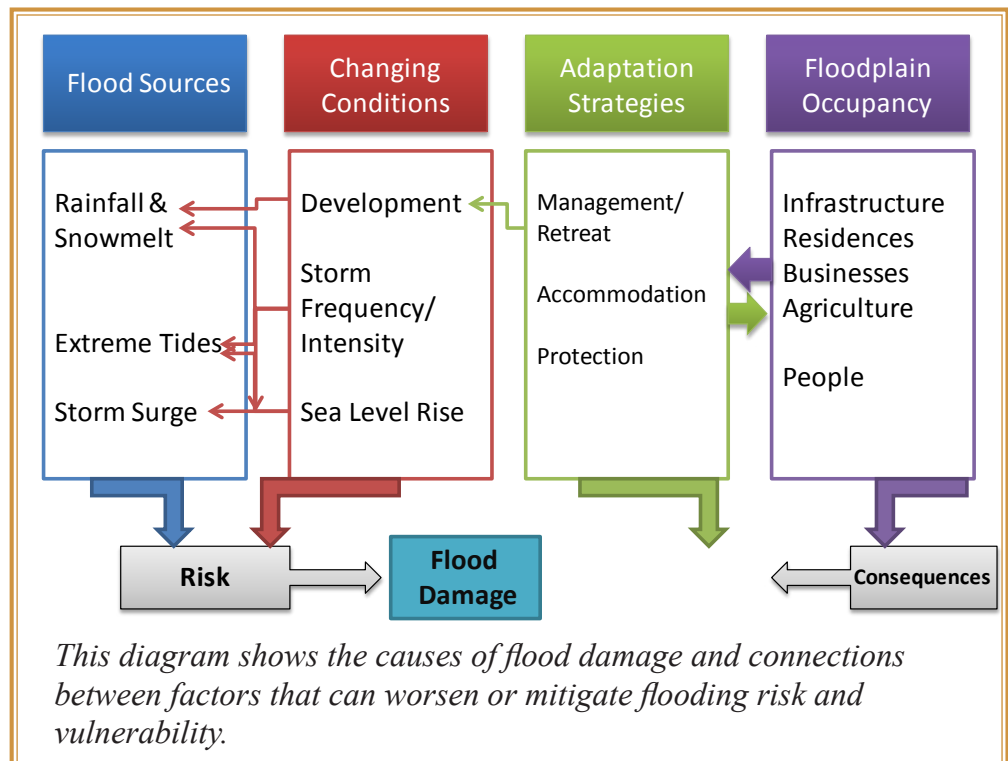 Flood Sources
Changing
Conditions
Adaptation
Strategies
Floodplain
Occupancy
Rainfall &
Snowmelt
Extreme Tides
Storm Surge
Development
Storm
Frequency/
Intensity
Sea Level Rise
Management/
Retreat
Accommodation
Protection
Infrastructure
Residences
Businesses
Agriculture
People
Risk
Flood
Damage
Consequences
This diagram shows the causes of flood damage and connections
between factors that can worsen or mitigate flooding risk and
vulnerability.